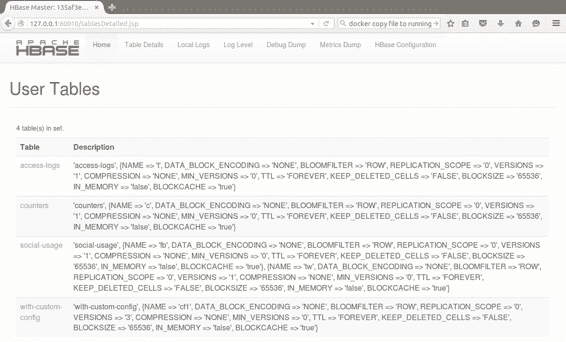 HBase Master: 135af3e...
127.0.0.1:60010/tablesDetailed.jsp
docker copy file to running
APACHE
HBASE
Home Table Details Local Logs Log Level Debug Dump Metrics Dump HBase Configuration
User Tables
4 table(s) in set.
Table Description
access-logs 'access-logs', {NAME => 'l', DATA_BLOCK_ENCODING => 'NONE', BLOOMFILTER => 'ROW', REPLICATION_SCOPE => '0', VERSIONS =>
'1', COMPRESSION => 'NONE', MIN_VERSIONS => '0', TTL => 'FOREVER', KEEP_DELETED_CELLS => 'FALSE', BLOCKSIZE => '65536',
IN_MEMORY => 'false', BLOCKCACHE => 'true'}
counters 'counters', {NAME => 'c', DATA_BLOCK_ENCODING => 'NONE', BLOOMFILTER => 'ROW', REPLICATION_SCOPE => '0', VERSIONS =>
'1', COMPRESSION => 'NONE', MIN_VERSIONS => '0', TTL => 'FOREVER', KEEP_DELETED_CELLS => 'FALSE', BLOCKSIZE => '65536',
IN_MEMORY => 'false', BLOCKCACHE => 'true'}
social-usage 'social-usage', {NAME => 'fb', DATA_BLOCK_ENCODING => 'NONE', BLOOMFILTER => 'ROW', REPLICATION_SCOPE => '0', VERSIONS
=> '1', COMPRESSION => 'NONE', MIN_VERSIONS => '0', TTL => 'FOREVER', KEEP_DELETED_CELLS => 'FALSE', BLOCKSIZE =>
'65536', IN_MEMORY => 'false', BLOCKCACHE => 'true'}, {NAME => 'tw', DATA_BLOCK_ENCODING => 'NONE', BLOOMFILTER => 'ROW',
REPLICATION_SCOPE => '0', VERSIONS => '1', COMPRESSION => 'NONE', MIN_VERSIONS => '0', TTL => 'FOREVER',
KEEP_DELETED_CELLS => 'FALSE', BLOCKSIZE => '65536', IN_MEMORY => 'false', BLOCKCACHE => 'true'}
with-custom- 'with-custom-config', {NAME => 'cf1', DATA_BLOCK_ENCODING => 'NONE', BLOOMFILTER => 'ROW', REPLICATION_SCOPE => '0',
config VERSIONS => '3', COMPRESSION => 'NONE', MIN_VERSIONS => '0', TTL => 'FOREVER', KEEP_DELETED_CELLS => 'FALSE',
BLOCKSIZE => '65536', IN_MEMORY => 'false', BLOCKCACHE => 'true'}